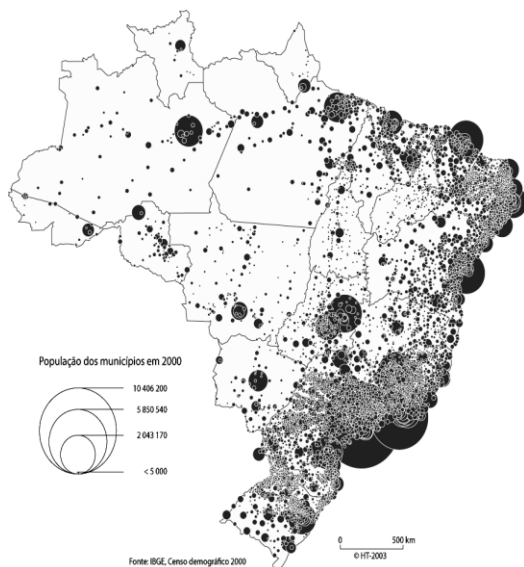 População dos municípios em 2000
10 406 200
5 850 540
2 043 170
< 5 000
0 500 km
© HT-2003
Fonte: IBGE, Censo demográfico 2000